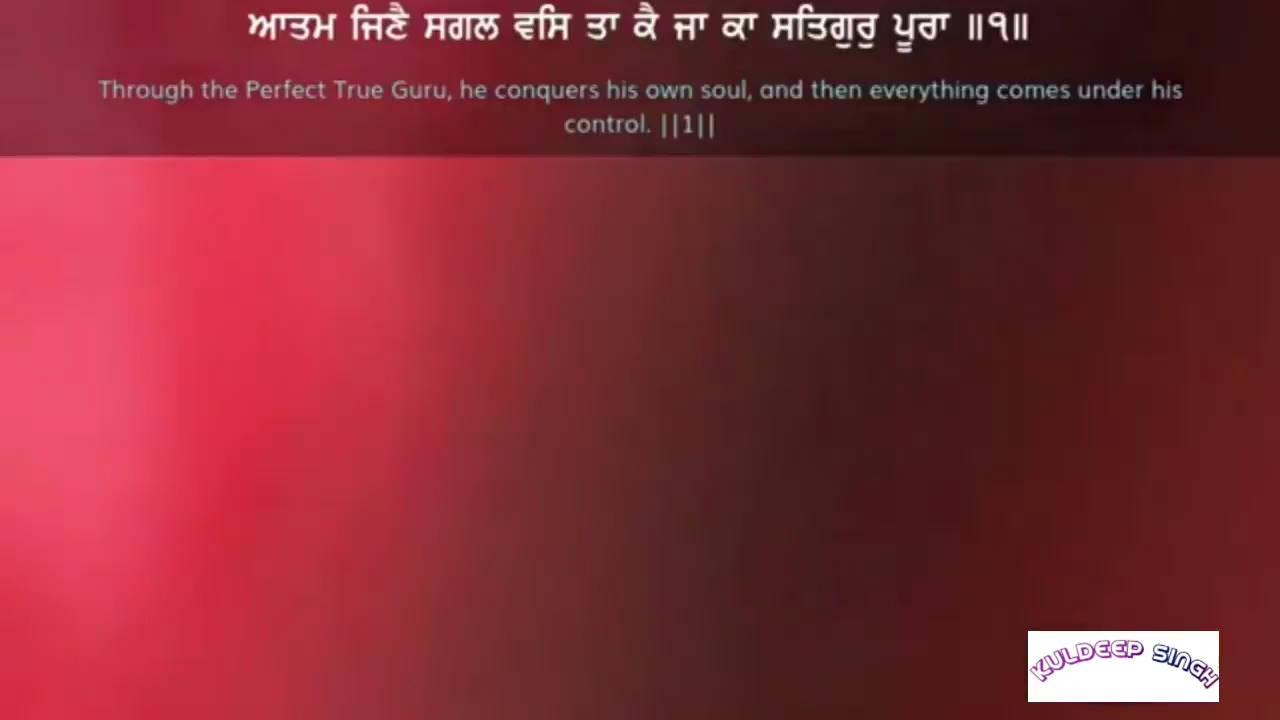 ਆਤਮ ਜਿਣੈ ਸਗਲ ਵਸਿ ਤਾ ਕੈ ਜਾ ਕਾ ਸਤਿਗੁਰੁ ਪੂਰਾ ॥੧॥
Through the Perfect True Guru, he conquers his own soul, and then everything comes under his
control. ||1||
KULDEEP SINGH